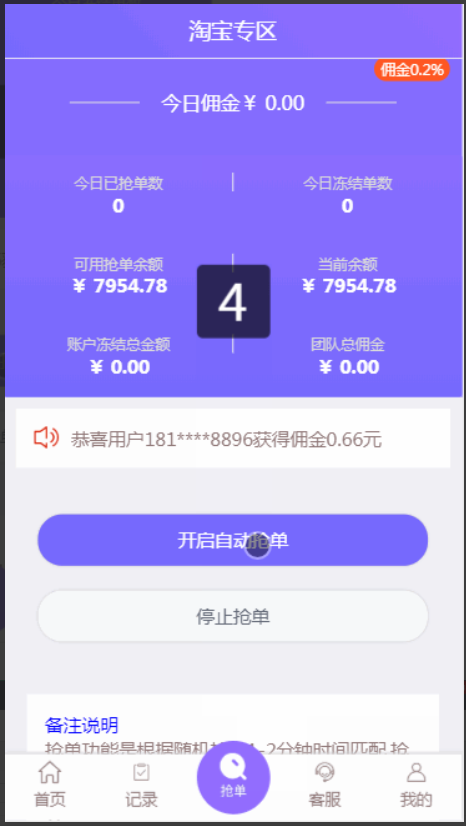 淘宝专区
佣金0.2%
今日佣金￥ 0.00
今日已抢单数
今日冻结单数
0
0
可用抢单余额
当前余额
￥ 7954.78
￥ 7954.78
4
账户冻结总金额
团队总佣金
￥ 0.00
￥ 0.00
恭喜用户181****8896获得佣金0.66元
开启自动抢单
停止抢单
备注说明
抢单功能是根据随机 1-2分钟时间匹配,抢
首页
记录
抢单
客服
我的